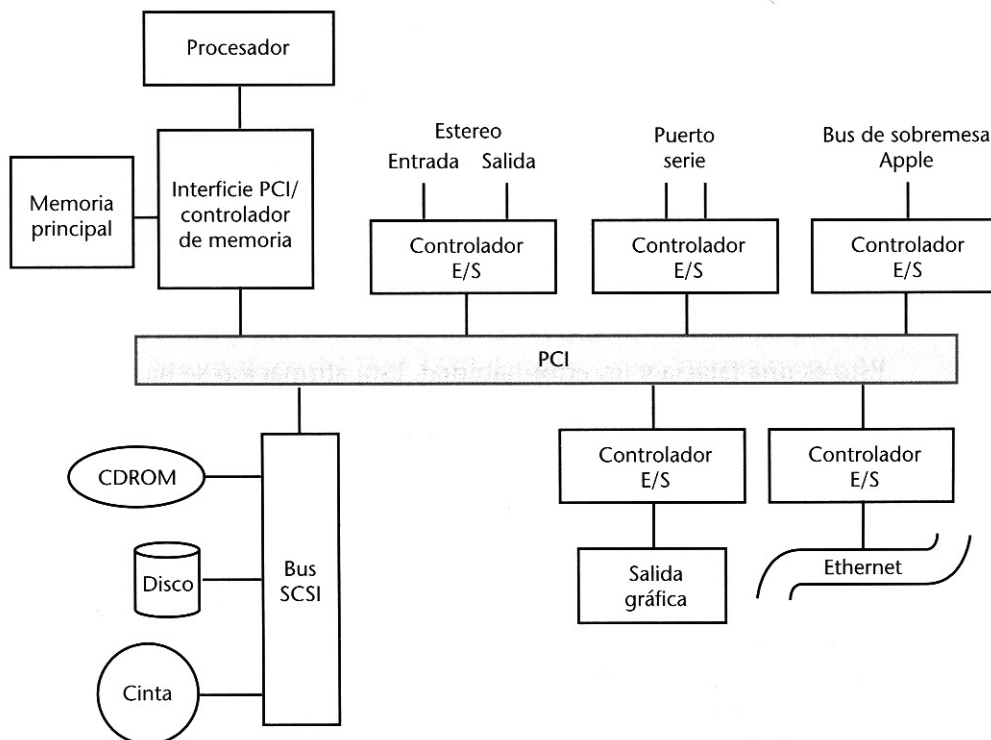 Procesador
Estereo
Entrada Salida
Puerto
serie
Bus de sobremesa
Apple
Memoria
principal
Interficie PCI/
controlador
de memoria
Controlador
E/S
Controlador
E/S
Controlador
E/S
PCI
CDROM
Disco
Cinta
Bus
SCSI
Controlador
E/S
Controlador
E/S
Salida
gráfica
Ethernet